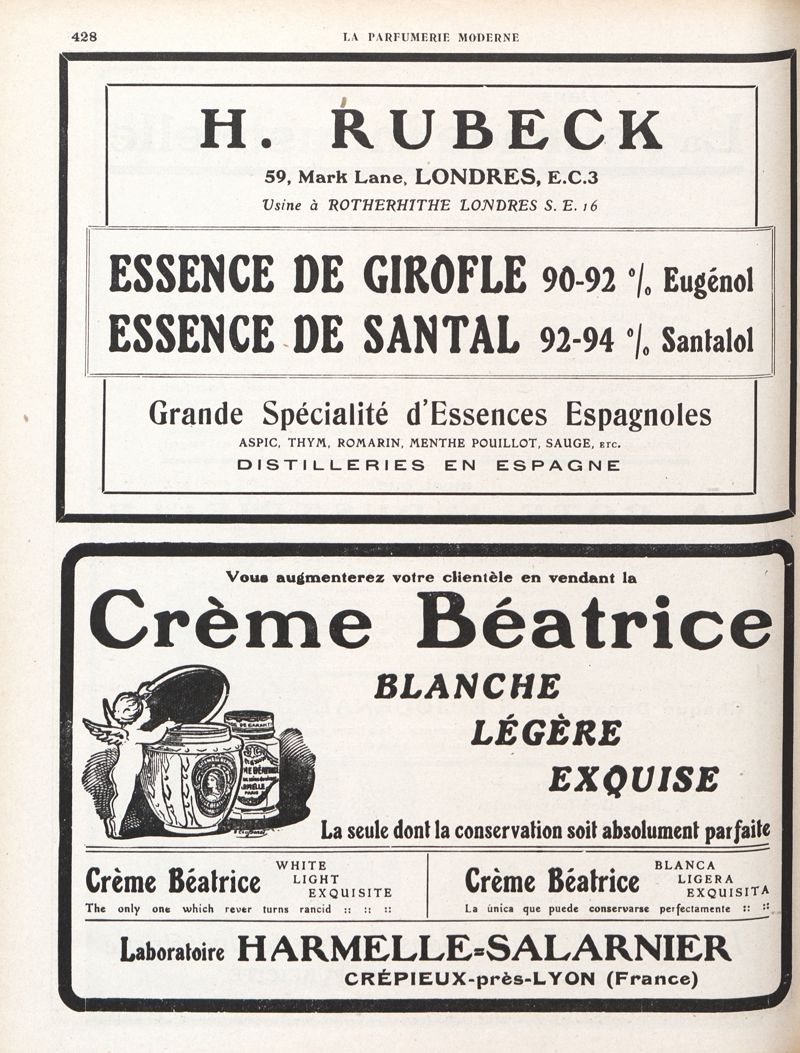 428
LA PARFUMERIE MODERNE
H. RUBECK
59, Mark Lane, LONDRES, E.C.3
Usine à ROTHERHITHE LONDRES S. E. 16
ESSENCE DE GIROFLE 90-92 % Eugénol
ESSENCE DE SANTAL 92-94 % Santalol
Grande Spécialité d'Essences Espagnoles
ASPIC, THYM, ROMARIN, MENTHE POUILLOT, SAUGE, ETC.
DISTILLERIES EN ESPAGNE
Vous augmenterez votre clientèle en vendant la
Crème Béatrice
BLANCHE
LÉGÈRE
EXQUISE
La seule dont la conservation soit absolument parfaite
Crème Béatrice
WHITE
LIGHT
EXQUISITE
The only one which rever turns rancid :: :: ::
Crème Béatrice
BLANCA
LIGERA
EXQUISITA
La única que puede conservarse perfectamente :: ::
Laboratoire HARMELLE=SALARNIER
CRÉPIEUX-près-LYON (France)